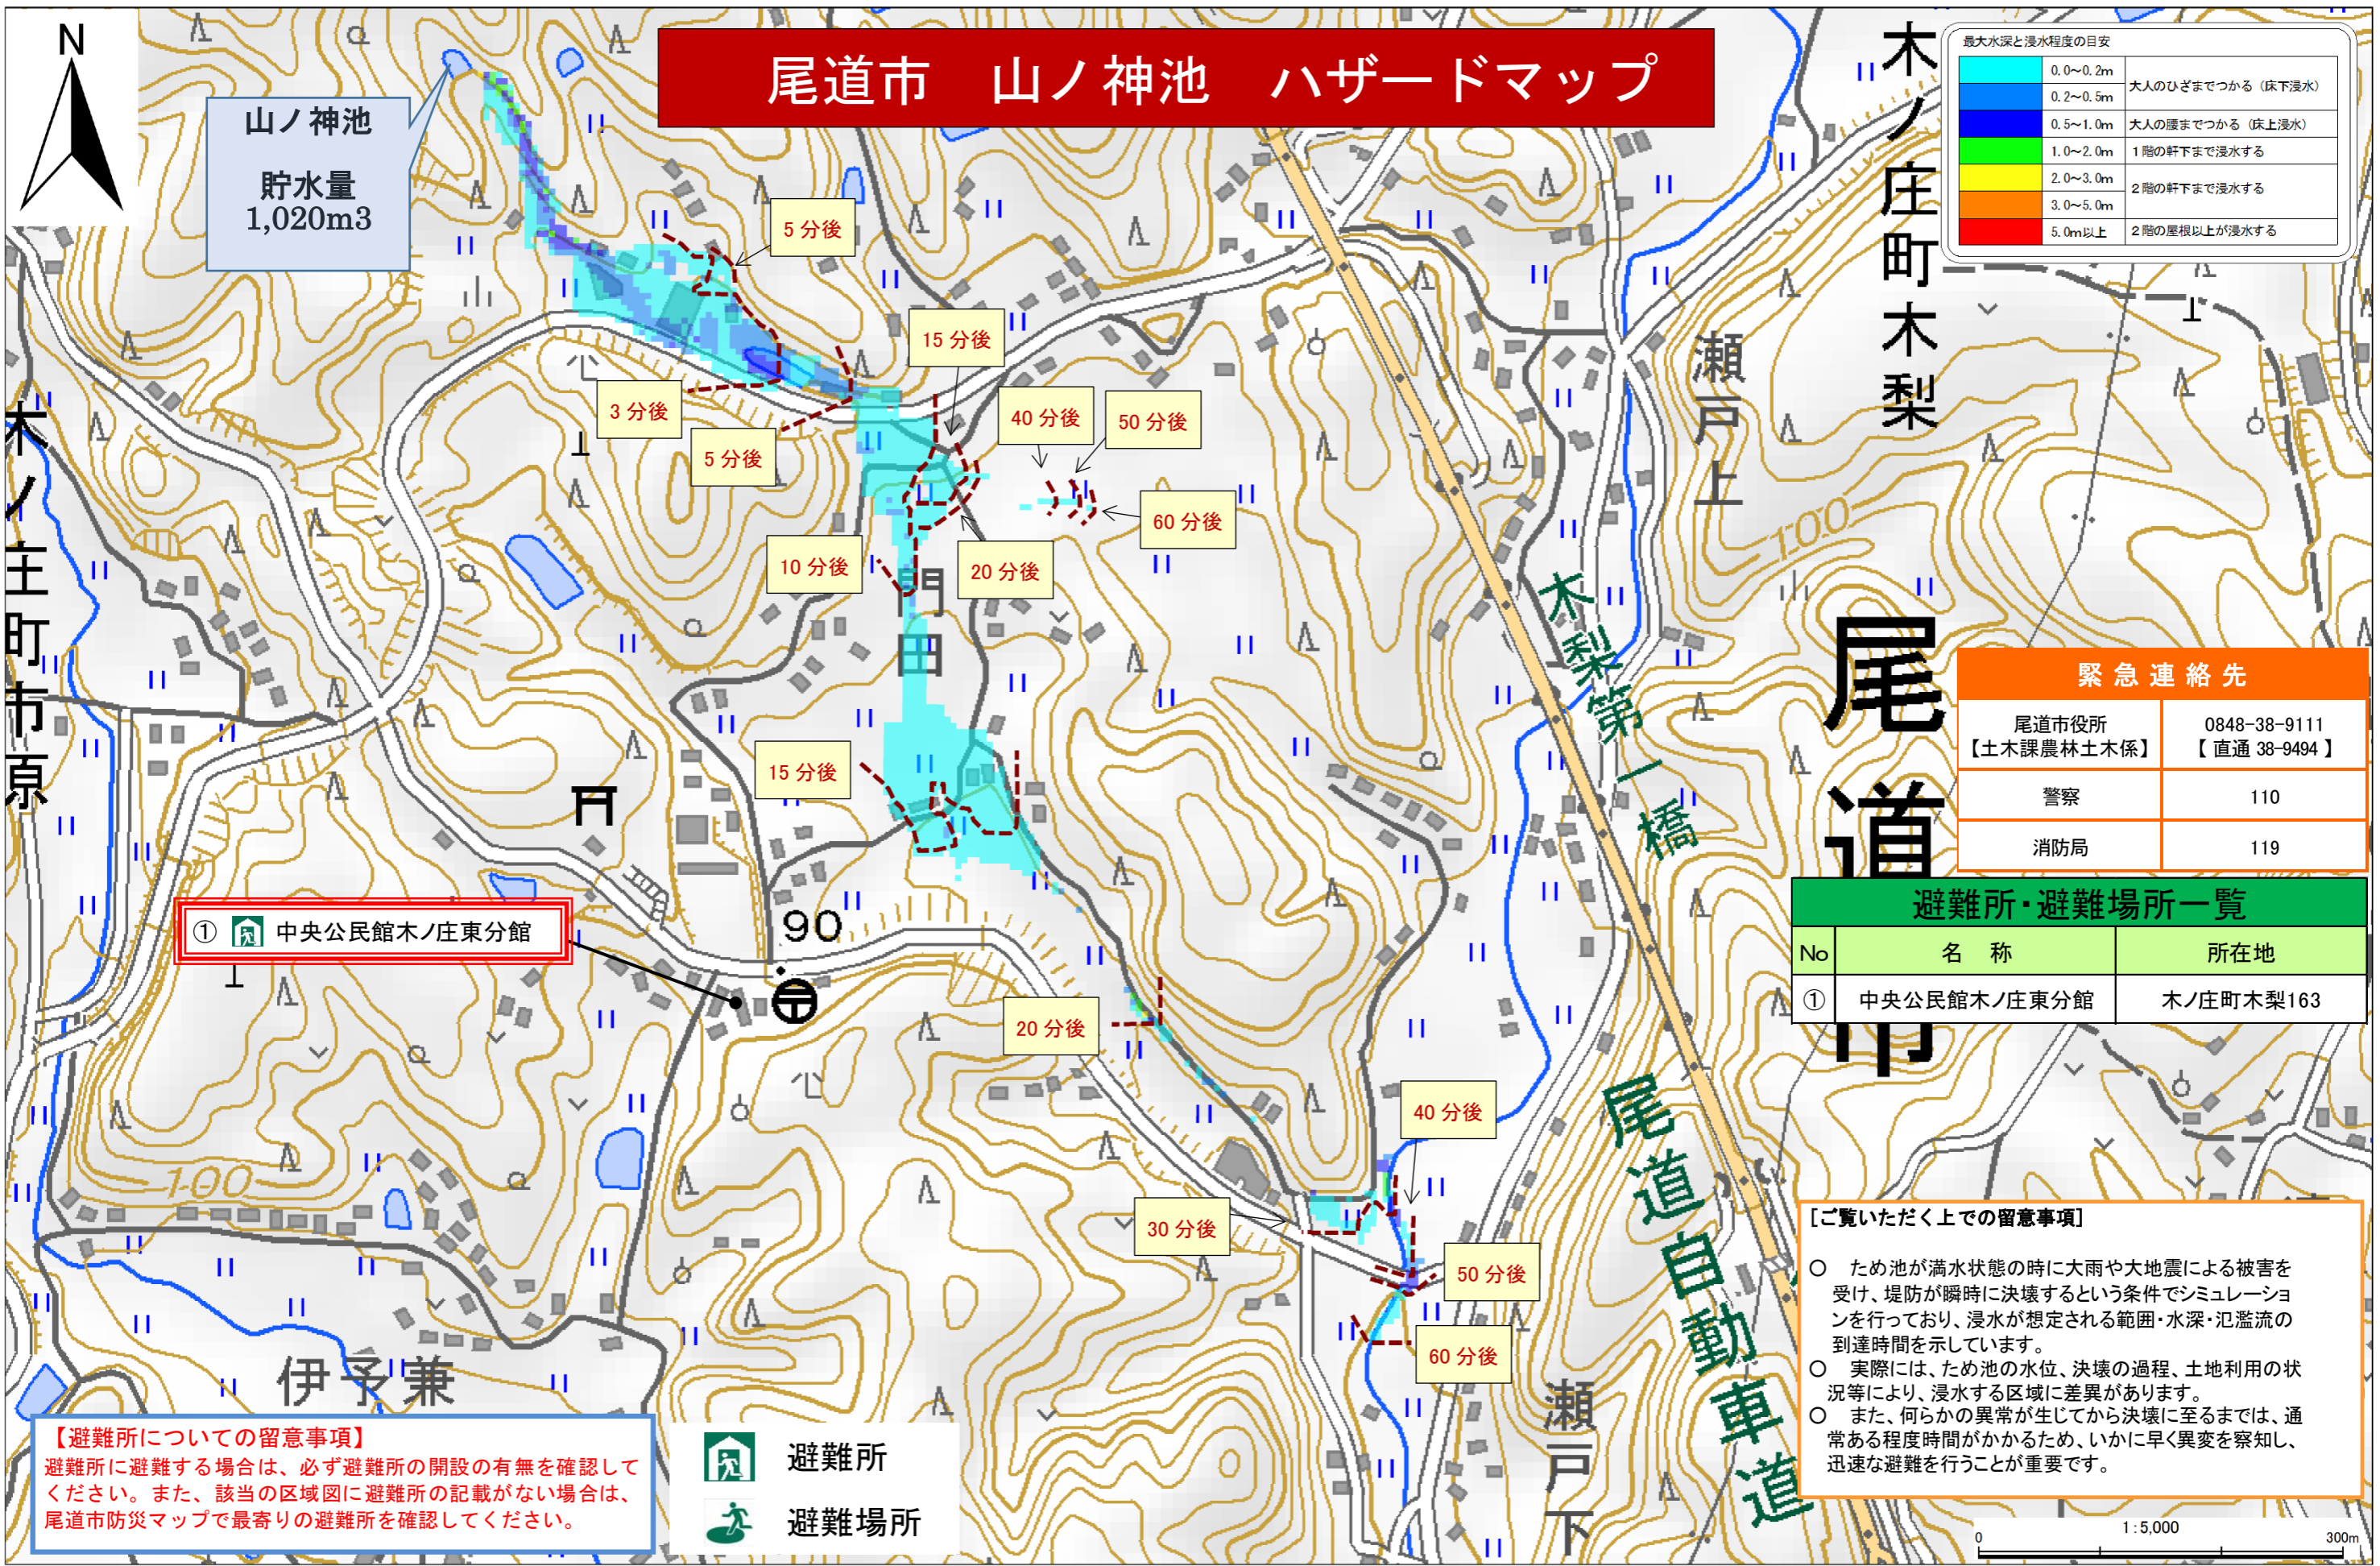 N
尾道市　山ノ神池　ハザードマップ
山ノ神池
貯水量
1,020m3
最大水深と浸水程度の目安
0.0～0.2m
0.2～0.5m
大人のひざまでつかる（床下浸水）
0.5～1.0m　大人の腰までつかる（床上浸水）
1.0～2.0m　1階の軒下まで浸水する
2.0～3.0m
3.0～5.0m
2階の軒下まで浸水する
5.0m以上　2階の屋根以上が浸水する
木ノ庄町木梨
瀬戸上
木ノ庄町市原
5分後
15分後
3分後
5分後
40分後
50分後
60分後
10分後
20分後
門田
15分後
100
木梨第一橋
尾道市
緊急連絡先
尾道市役所
【土木課農林土木係】
0848-38-9111
【 直通 38-9494 】
警察　110
消防局　119
避難所・避難場所一覧
No　名　称　所在地
①　中央公民館木ノ庄東分館　木ノ庄町木梨163
① 中央公民館木ノ庄東分館
90
20分後
40分後
30分後
50分後
60分後
100
尾道自動車道
伊予兼
瀬戸下
[ご覧いただく上での留意事項]
○　ため池が満水状態の時に大雨や大地震による被害を
受け、堤防が瞬時に決壊するという条件でシミュレーショ
ンを行っており、浸水が想定される範囲・水深・氾濫流の
到達時間を示しています。
○　実際には、ため池の水位、決壊の過程、土地利用の状
況等により、浸水する区域に差異があります。
○　また、何らかの異常が生じてから決壊に至るまでは、通
常ある程度時間がかかるため、いかに早く異変を察知し、
迅速な避難を行うことが重要です。
【避難所についての留意事項】
避難所に避難する場合は、必ず避難所の開設の有無を確認して
ください。また、該当の区域図に避難所の記載がない場合は、
尾道市防災マップで最寄りの避難所を確認してください。
避難所
避難場所
1:5,000
0　300m